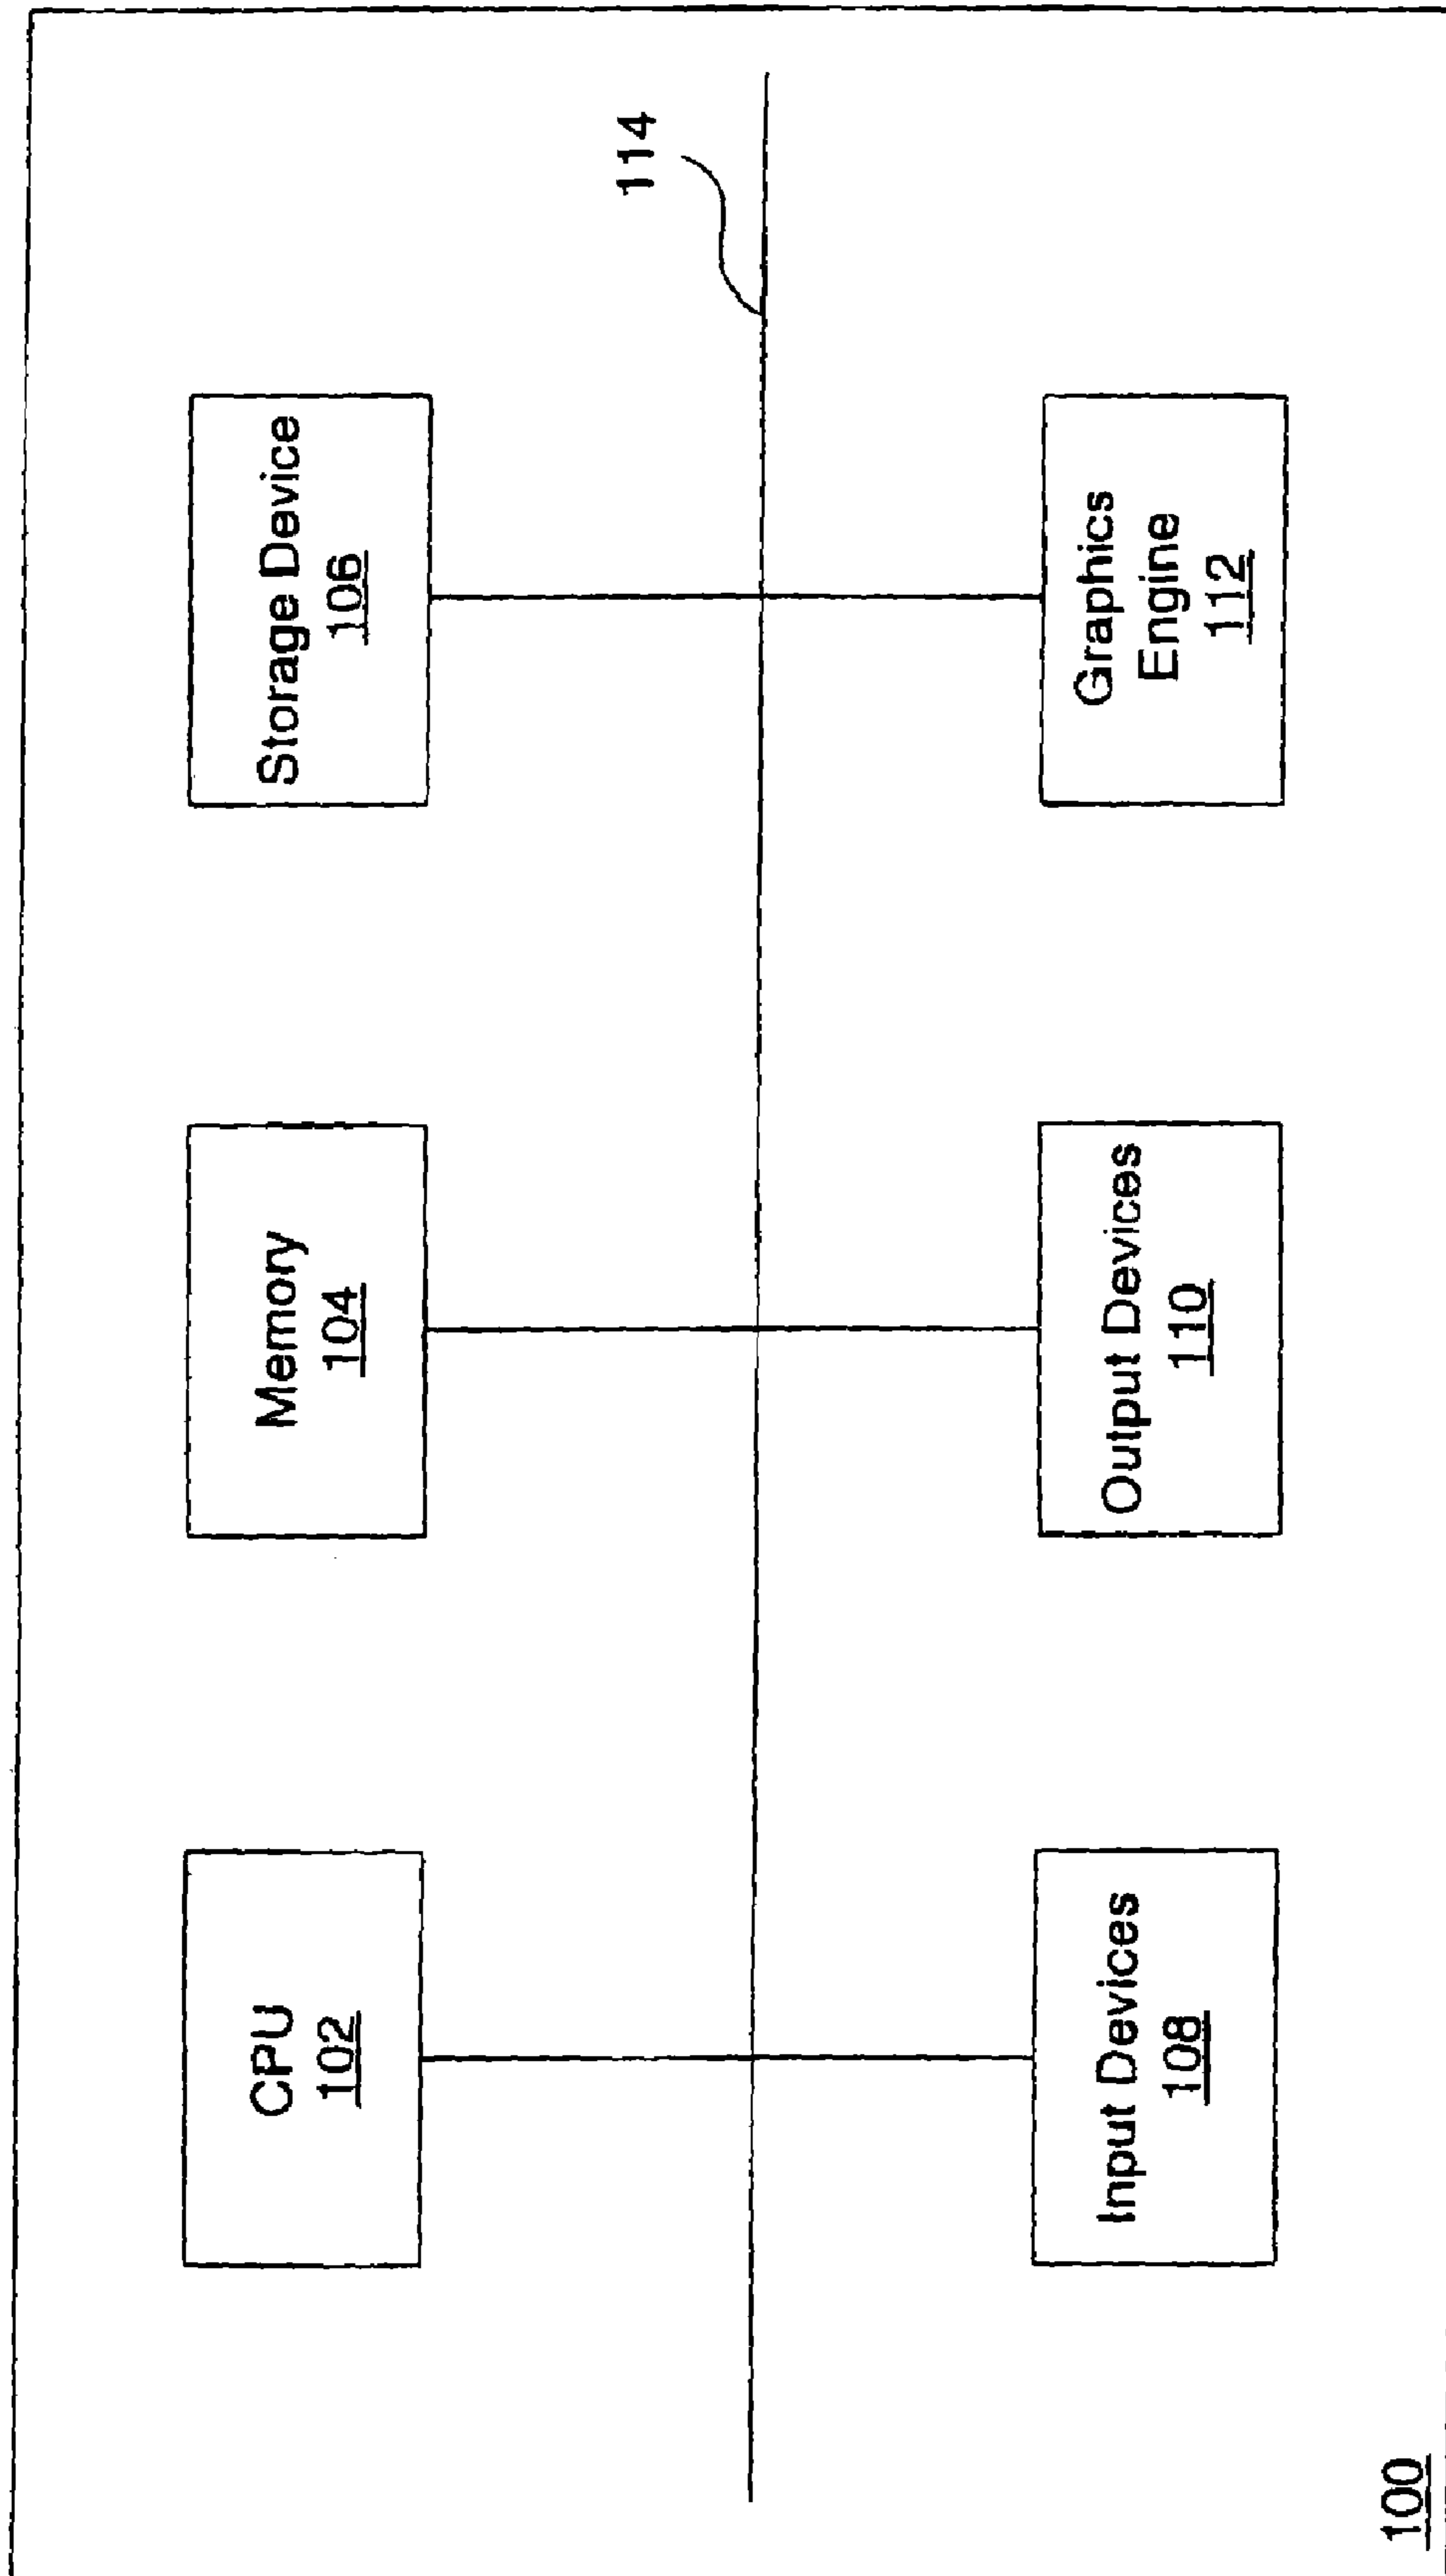 CPU
102
Memory
104
Storage Device
106
114
Input Devices
108
Output Devices
110
Graphics
Engine
112
100